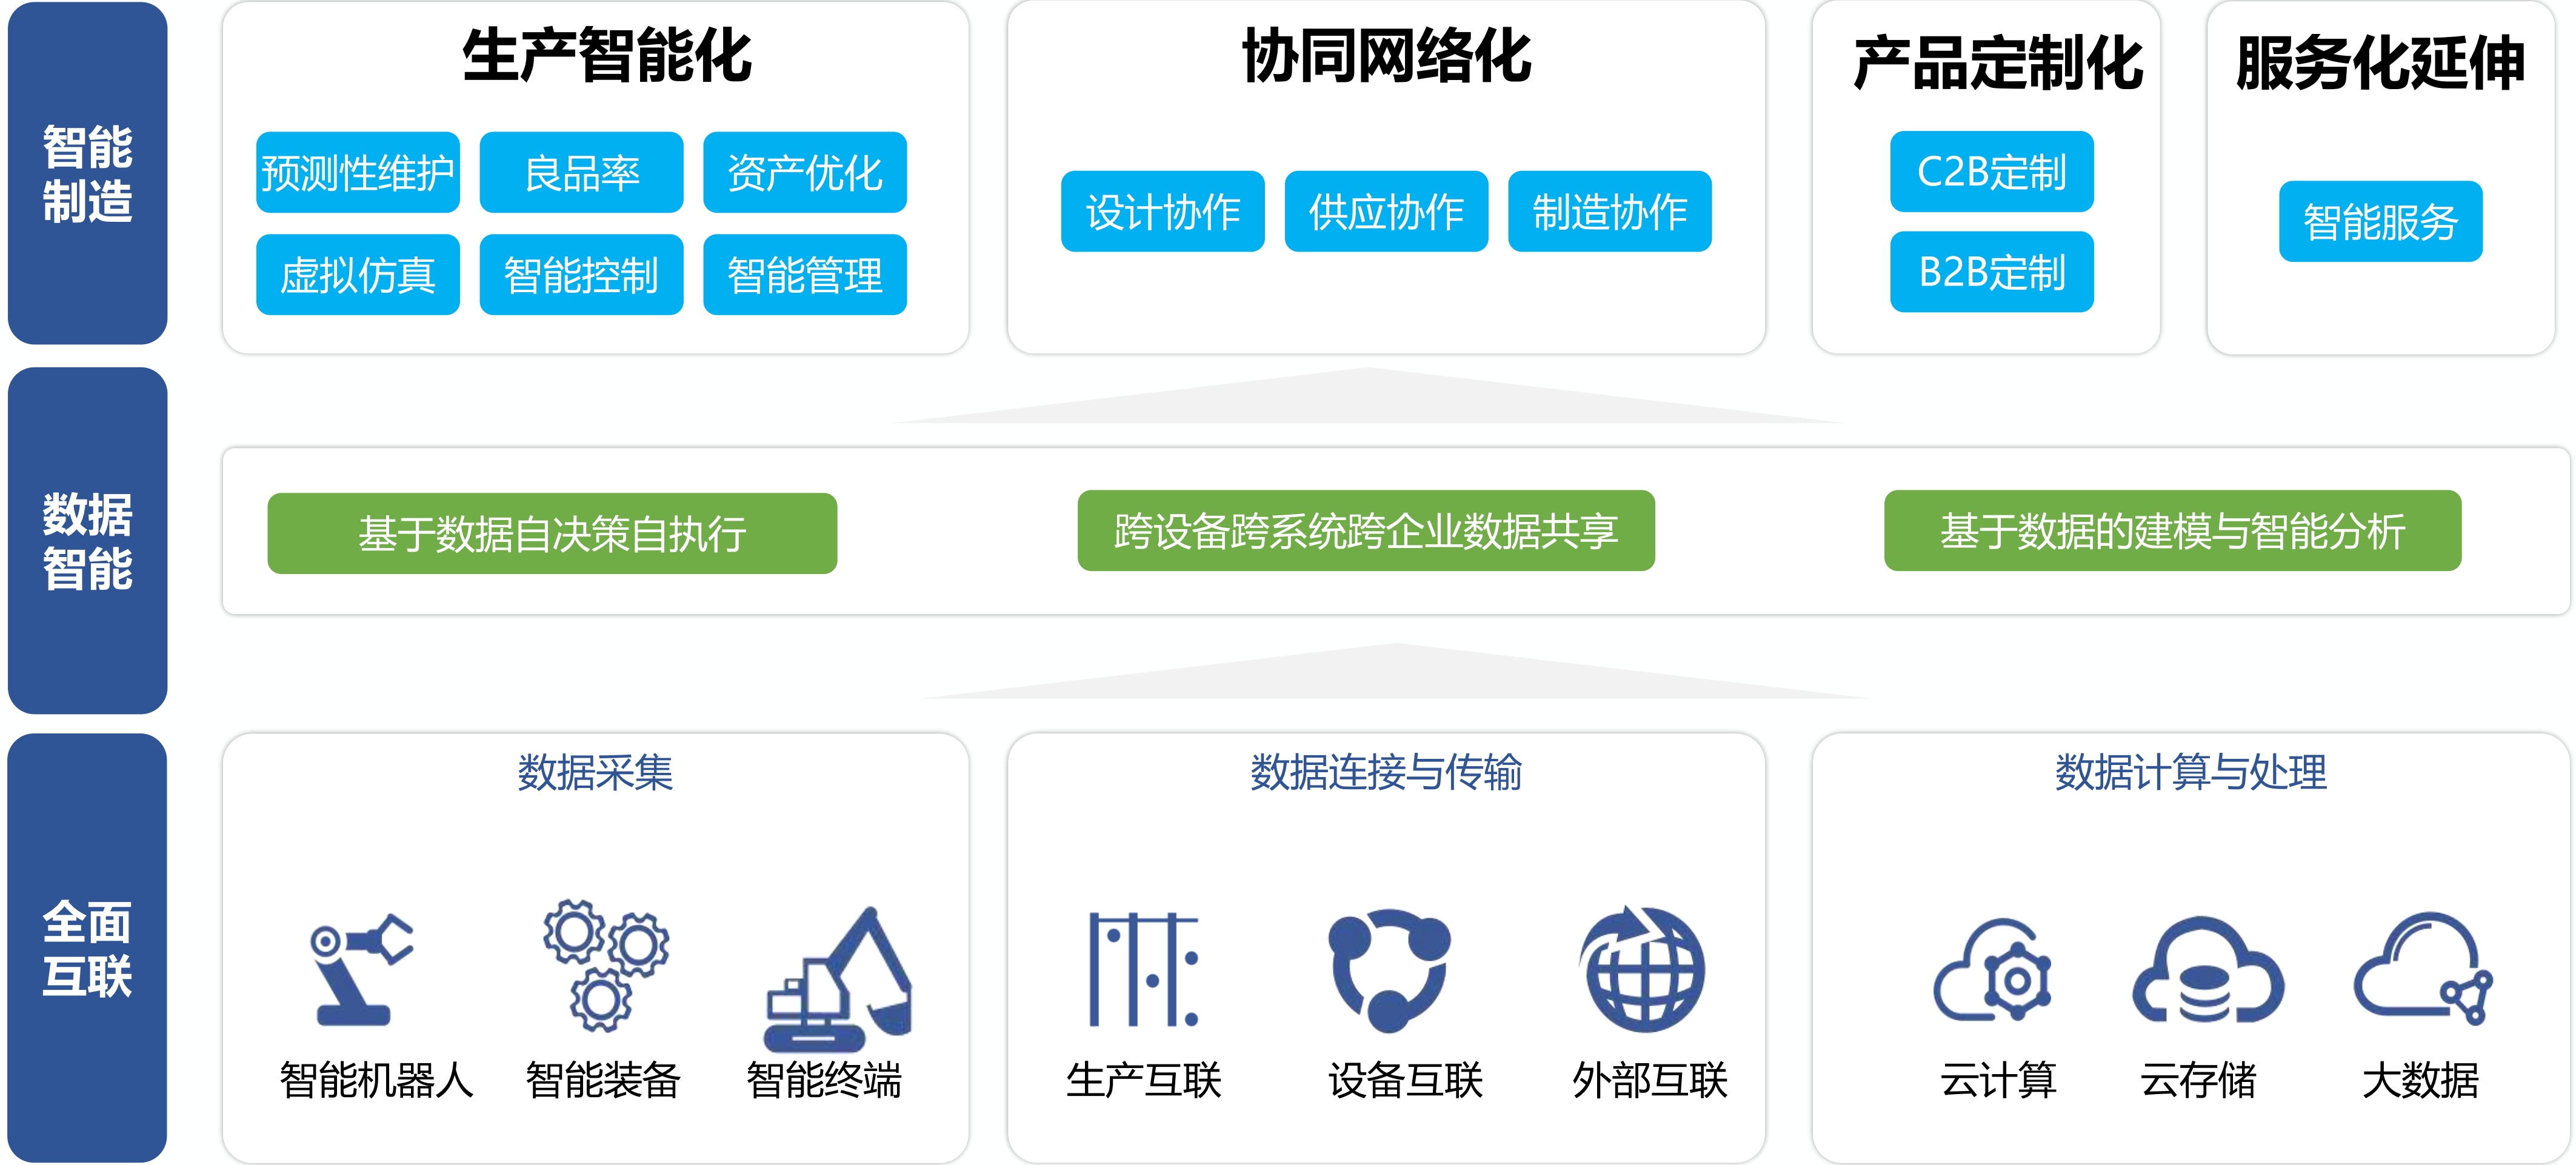 智能
制造
生产智能化
预测性维护
良品率
资产优化
虚拟仿真
智能控制
智能管理
协同网络化
设计协作
供应协作
制造协作
产品定制化
C2B定制
B2B定制
服务化延伸
智能服务
数据
智能
基于数据自决策自执行
跨设备跨系统跨企业数据共享
基于数据的建模与智能分析
全面
互联
数据采集
智能机器人
智能装备
智能终端
数据连接与传输
生产互联
设备互联
外部互联
数据计算与处理
云计算
云存储
大数据